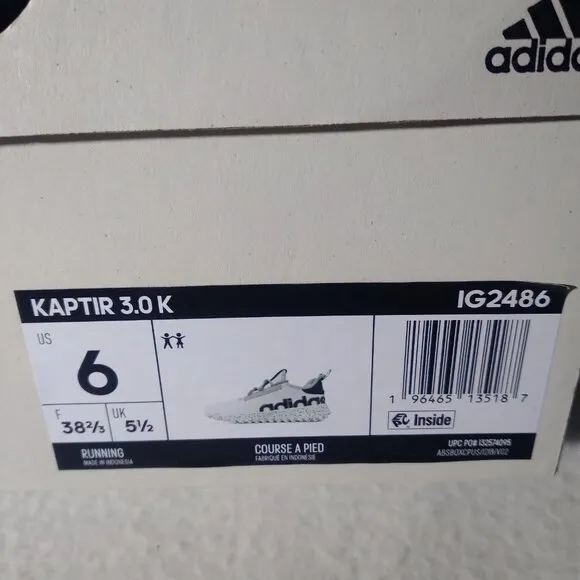 adidas
KAPTIR 3.0 K IG2486
US
6
F
38⅔
UK
5½
adidas
1 96465 13518 7
Inside
RUNNING
MADE IN INDONESIA
COURSE A PIED
FABRIQUÉ EN INDONÉSIE
UPC PO# 132574095